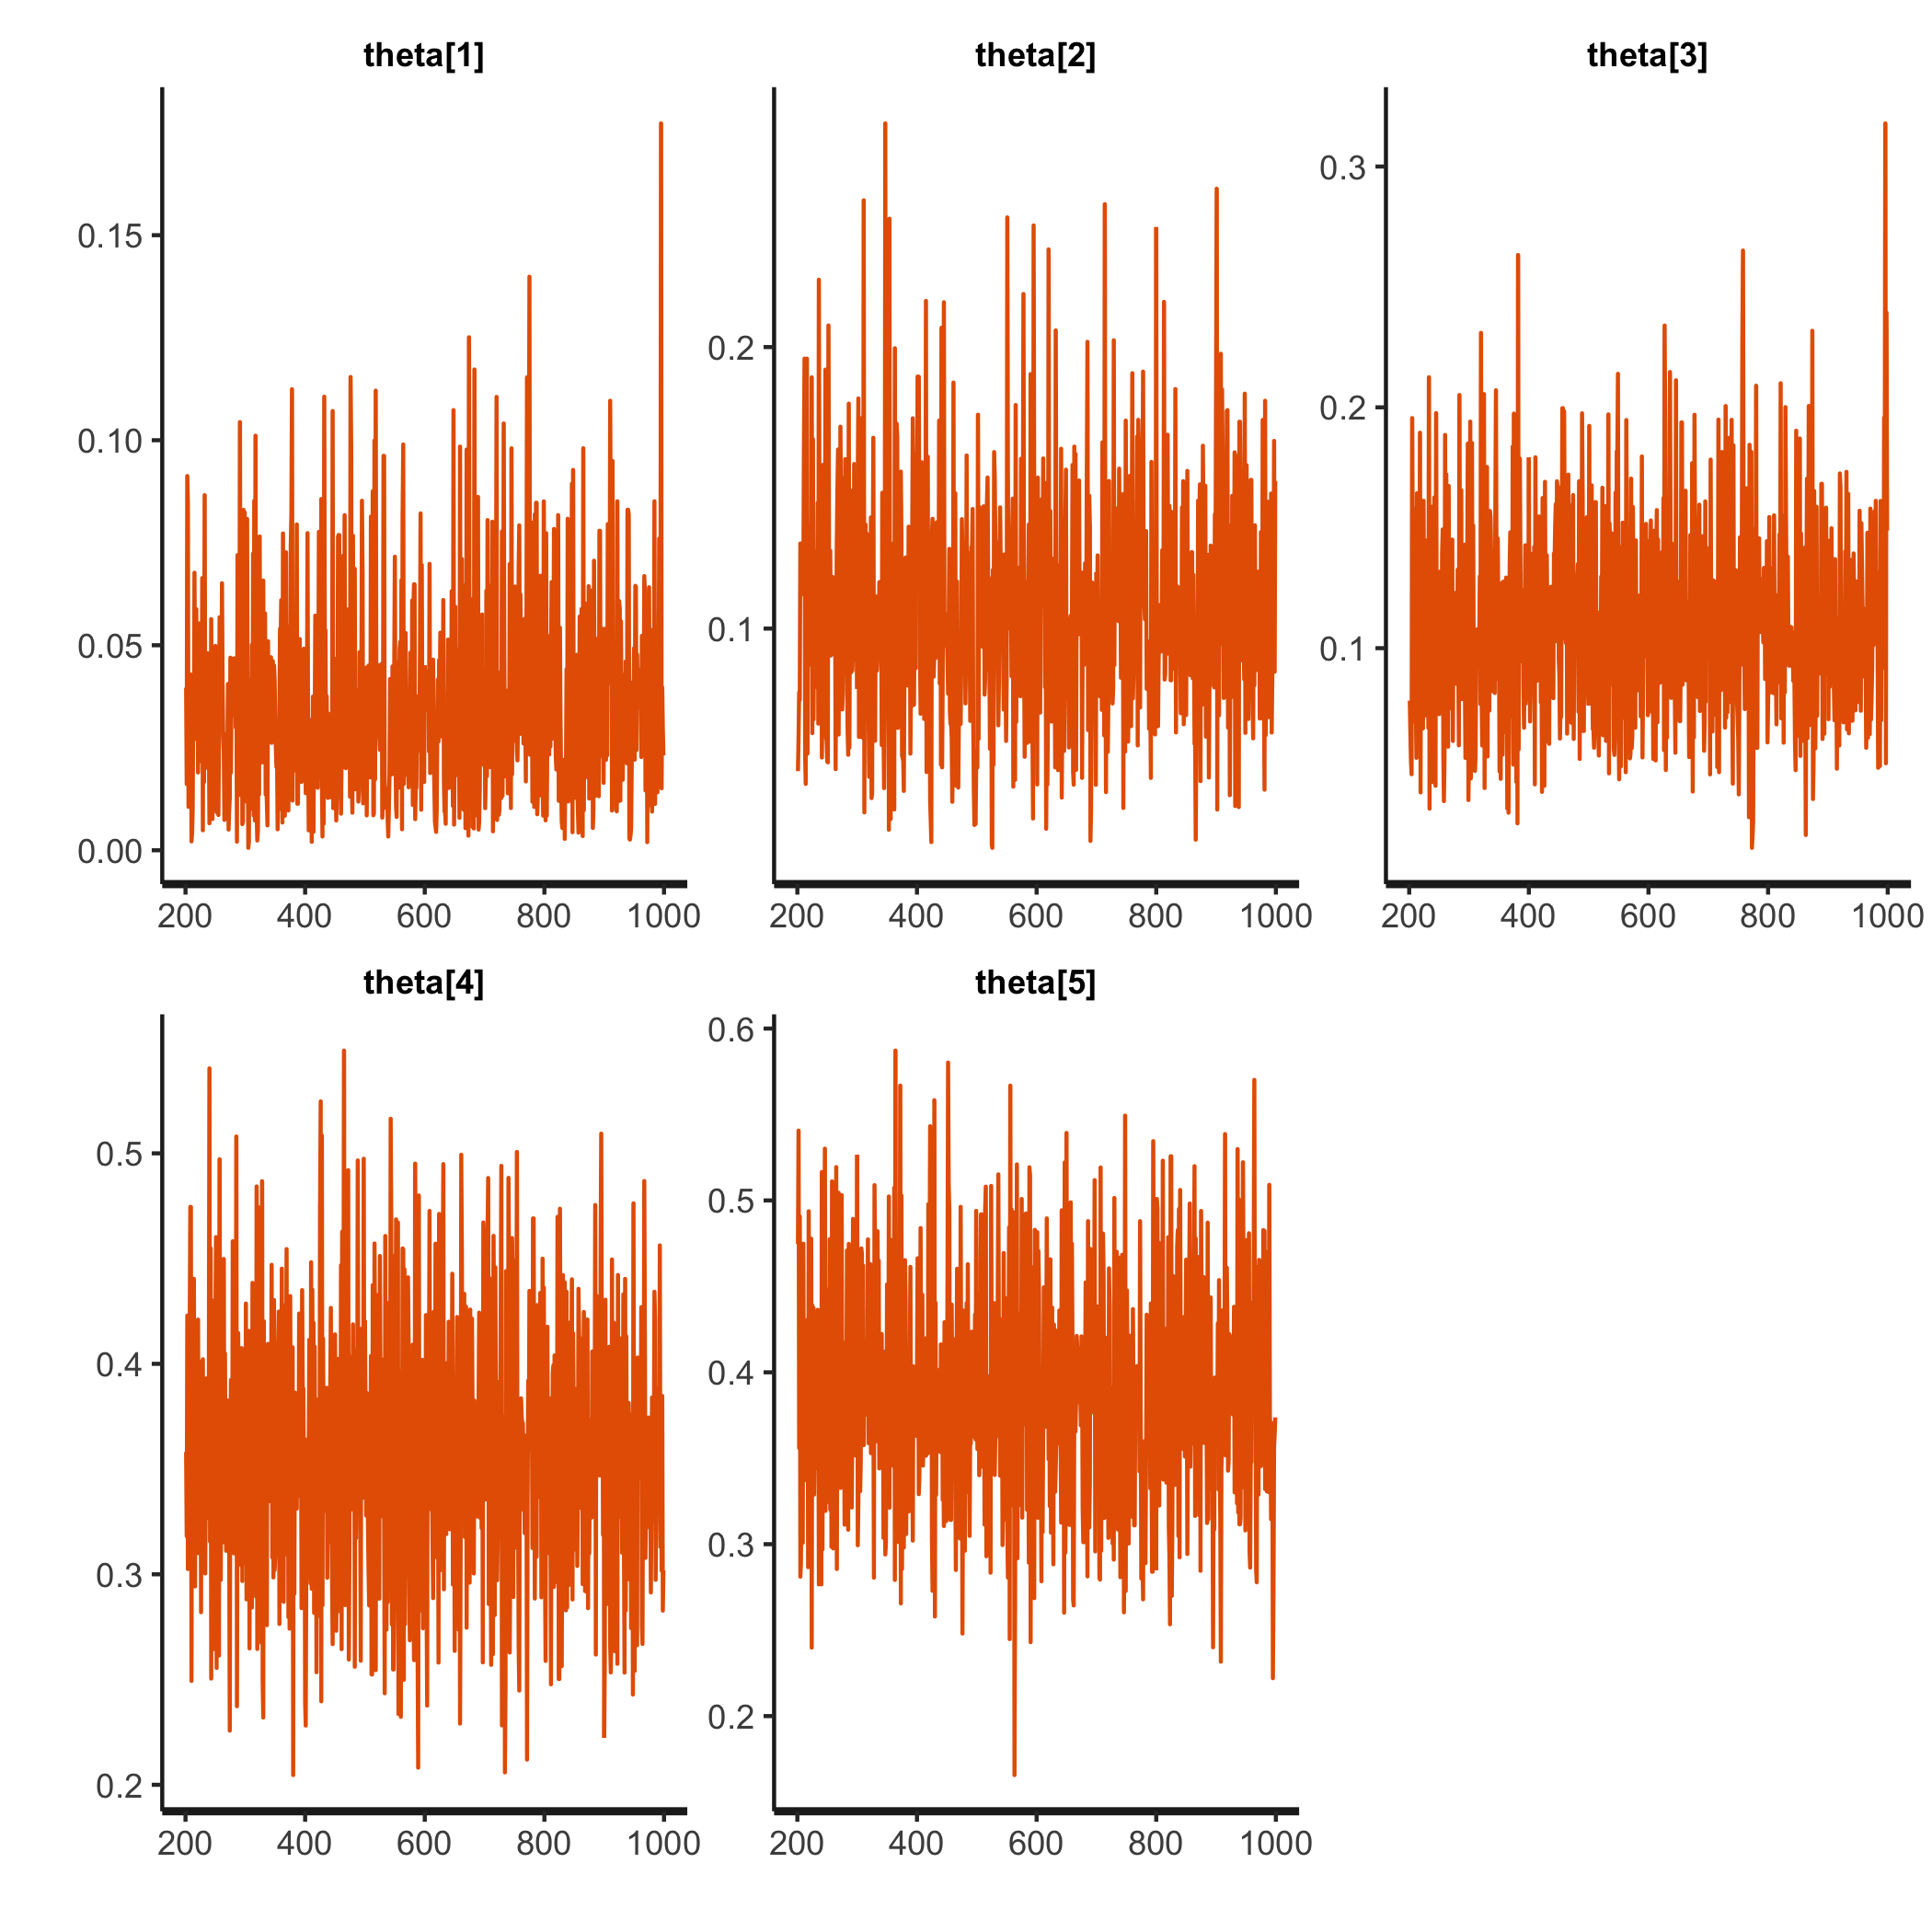 theta[1] theta[2] theta[3]
0.15 0.10 0.05 0.00
0.2 0.1
0.3 0.2 0.1
200 400 600 800 1000 200 400 600 800 1000 200 400 600 800 1000
theta[4] theta[5]
0.5 0.4 0.3 0.2
0.6 0.5 0.4 0.3 0.2
200 400 600 800 1000 200 400 600 800 1000